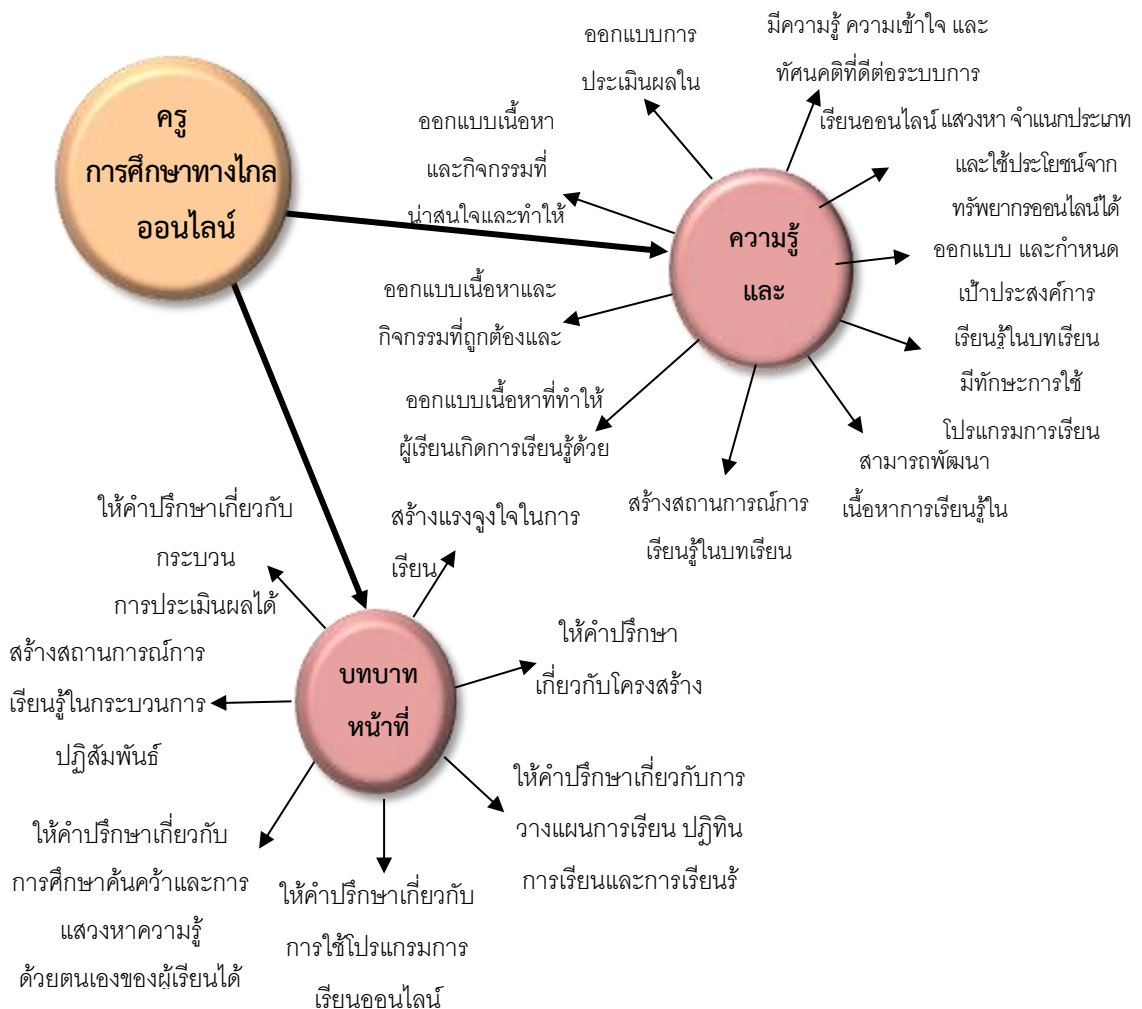 ครู
การศึกษาทางไกล
ออนไลน์
ออกแบบการ
ประเมินผลใน
มีความรู้ ความเข้าใจ และ
ทัศนคติที่ดีต่อระบบการ
เรียนออนไลน์
ออกแบบเนื้อหา
และกิจกรรมที่
น่าสนใจและทำให้
แสวงหา จำแนกประเภท
และใช้ประโยชน์จาก
ทรัพยากรออนไลน์ได้
ความรู้
และ
ออกแบบ และกำหนด
เป้าประสงค์การ
เรียนรู้ในบทเรียน
ออกแบบเนื้อหาและ
กิจกรรมที่ถูกต้องและ
มีทักษะการใช้
โปรแกรมการเรียน
ออกแบบเนื้อหาที่ทำให้
ผู้เรียนเกิดการเรียนรู้ด้วย
สามารถพัฒนา
เนื้อหาการเรียนรู้ใน
สร้างสถานการณ์การ
เรียนรู้ในบทเรียน
ให้คำปรึกษาเกี่ยวกับ
กระบวน
การประเมินผลได้
สร้างแรงจูงใจในการ
เรียน
สร้างสถานการณ์การ
เรียนรู้ในกระบวนการ
ปฏิสัมพันธ์
บทบาท
หน้าที่
ให้คำปรึกษา
เกี่ยวกับโครงสร้าง
ให้คำปรึกษาเกี่ยวกับการ
วางแผนการเรียน ปฏิทิน
การเรียนและการเรียนรู้
ให้คำปรึกษาเกี่ยวกับ
การศึกษาค้นคว้าและการ
แสวงหาความรู้
ด้วยตนเองของผู้เรียนได้
ให้คำปรึกษาเกี่ยวกับ
การใช้โปรแกรมการ
เรียนออนไลน์